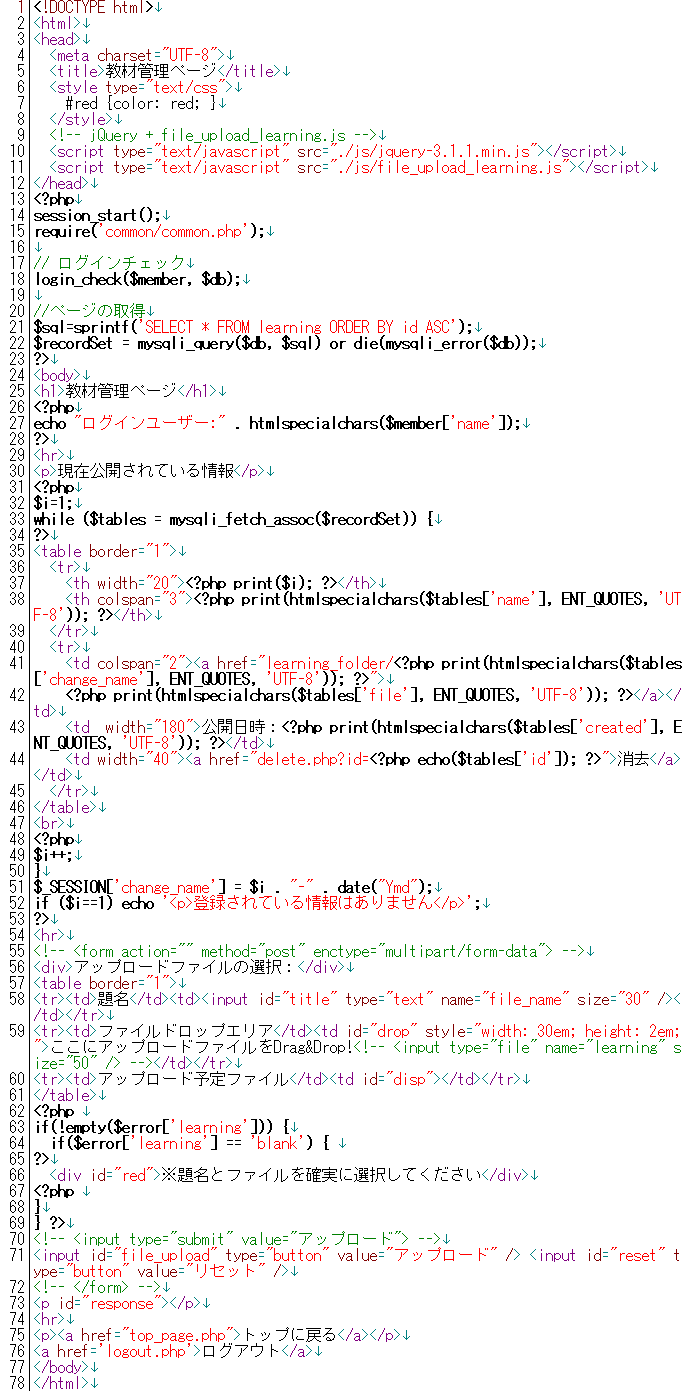 1 <!DOCTYPE html>↓
2 <html>↓
3 <head>↓
4   <meta charset="UTF-8">↓
5   <title>教材管理ページ</title>↓
6   <style type="text/css">↓
7     #red {color: red; }↓
8   </style>↓
9   <!-- jQuery + file_upload_learning.js -->↓
10   <script type="text/javascript" src="./js/jquery-3.1.1.min.js"></script>↓
11   <script type="text/javascript" src="./js/file_upload_learning.js"></script>↓
12 </head>↓
13 <?php↓
14 session_start();↓
15 require('common/common.php');↓
16 ↓
17 // ログインチェック↓
18 login_check($member, $db);↓
19 ↓
20 //ページの取得↓
21 $sql=sprintf('SELECT * FROM learning ORDER BY id ASC');↓
22 $recordSet = mysqli_query($db, $sql) or die(mysqli_error($db));↓
23 ?>↓
24 <body>↓
25 <h1>教材管理ページ</h1>↓
26 <?php↓
27 echo "ログインユーザー:" . htmlspecialchars($member['name']);↓
28 ?>↓
29 <hr>↓
30 <p>現在公開されている情報</p>↓
31 <?php↓
32 $i=1;↓
33 while ($tables = mysqli_fetch_assoc($recordSet)) {↓
34 ?>↓
35 <table border="1">↓
36   <tr>↓
37     <th width="20"><?php print($i); ?></th>↓
38     <th colspan="3"><?php print(htmlspecialchars($tables['name'], ENT_QUOTES, 'UT
F-8')); ?></th>↓
39   </tr>↓
40   <tr>↓
41     <td colspan="2"><a href="learning_folder/<?php print(htmlspecialchars($tables
['change_name'], ENT_QUOTES, 'UTF-8')); ?>">↓
42     <?php print(htmlspecialchars($tables['file'], ENT_QUOTES, 'UTF-8')); ?></a></
td>↓
43     <td  width="180">公開日時：<?php print(htmlspecialchars($tables['created'], E
NT_QUOTES, 'UTF-8')); ?></td>↓
44     <td width="40"><a href="delete.php?id=<?php echo($tables['id']); ?>">消去</a>
</td>↓
45   </tr>↓
46 </table>↓
47 <br>↓
48 <?php↓
49 $i++;↓
50 }↓
51 $_SESSION['change_name'] = $i . "-" . date("Ymd");↓
52 if ($i==1) echo '<p>登録されている情報はありません</p>';↓
53 ?>↓
54 <hr>↓
55 <!-- <form action="" method="post" enctype="multipart/form-data"> -->↓
56 <div>アップロードファイルの選択：</div>↓
57 <table border="1">↓
58 <tr><td>題名</td><td><input id="title" type="text" name="file_name" size="30" /><
/td></tr>↓
59 <tr><td>ファイルドロップエリア</td><td id="drop" style="width: 30em; height: 2em;
">ここにアップロードファイルをDrag&Drop!<!-- <input type="file" name="learning" s
ize="50" /> --></td></tr>↓
60 <tr><td>アップロード予定ファイル</td><td id="disp"></td></tr>↓
61 </table>↓
62 <?php ↓
63 if(!empty($error['learning'])) {↓
64   if($error['learning'] == 'blank') { ↓
65 ?>↓
66   <div id="red">※題名とファイルを確実に選択してください</div>↓
67 <?php ↓
68 }↓
69 } ?>↓
70 <!-- <input type="submit" value="アップロード"> -->↓
71 <input id="file_upload" type="button" value="アップロード" /> <input id="reset" t
ype="button" value="リセット" />↓
72 <!-- </form> -->↓
73 <p id="response"></p>↓
74 <hr>↓
75 <p><a href="top_page.php">トップに戻る</a></p>↓
76 <a href='logout.php'>ログアウト</a>↓
77 </body>↓
78 </html>↓